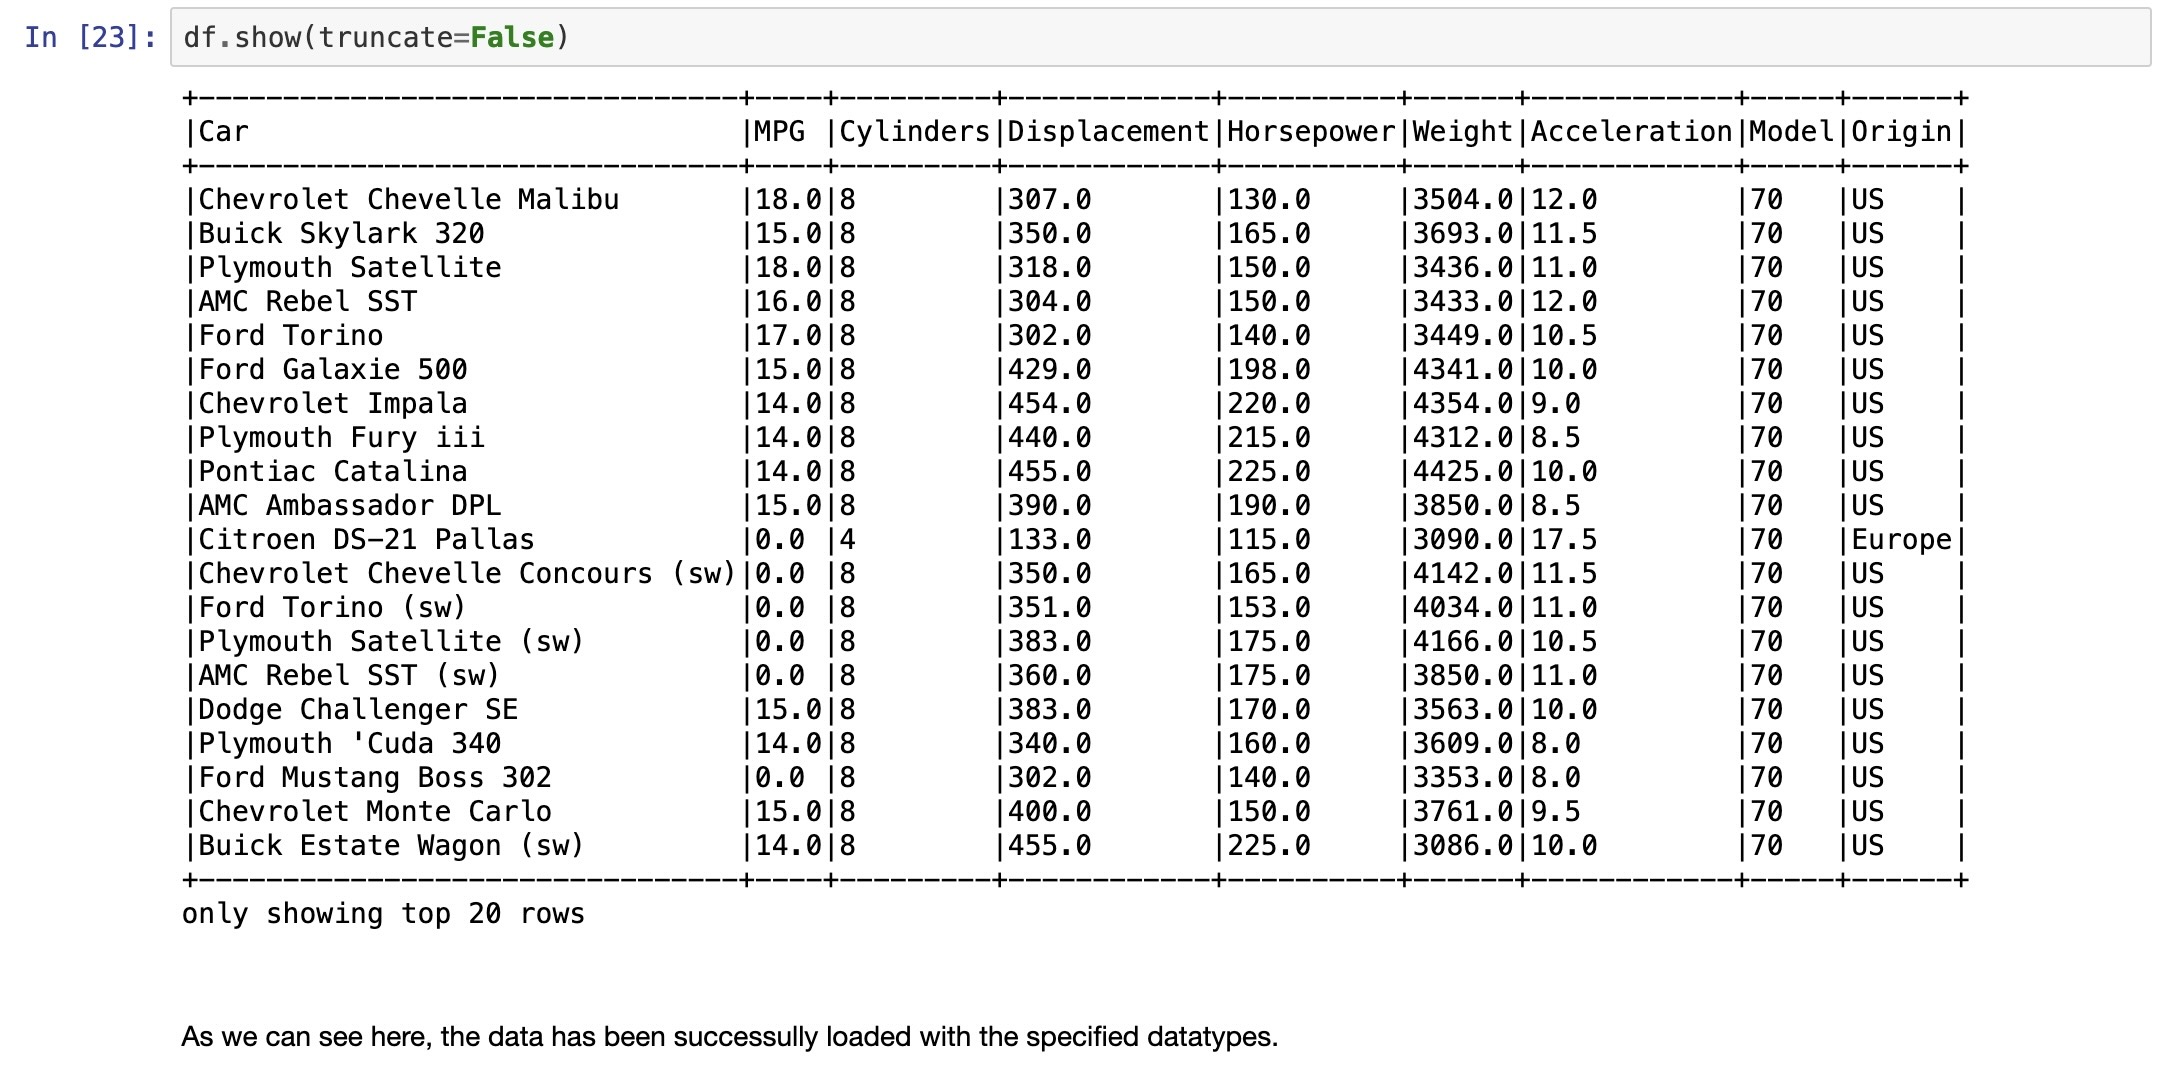 In [23]: df.show(truncate=False)
+--------------------------------+----+---------+------------+----------+------+------------+-----+------+
|Car                             |MPG |Cylinders|Displacement|Horsepower|Weight|Acceleration|Model|Origin|
+--------------------------------+----+---------+------------+----------+------+------------+-----+------+
|Chevrolet Chevelle Malibu       |18.0|8        |307.0       |130.0     |3504.0|12.0        |70   |US    |
|Buick Skylark 320               |15.0|8        |350.0       |165.0     |3693.0|11.5        |70   |US    |
|Plymouth Satellite              |18.0|8        |318.0       |150.0     |3436.0|11.0        |70   |US    |
|AMC Rebel SST                   |16.0|8        |304.0       |150.0     |3433.0|12.0        |70   |US    |
|Ford Torino                     |17.0|8        |302.0       |140.0     |3449.0|10.5        |70   |US    |
|Ford Galaxie 500                |15.0|8        |429.0       |198.0     |4341.0|10.0        |70   |US    |
|Chevrolet Impala                |14.0|8        |454.0       |220.0     |4354.0|9.0         |70   |US    |
|Plymouth Fury iii               |14.0|8        |440.0       |215.0     |4312.0|8.5         |70   |US    |
|Pontiac Catalina                |14.0|8        |455.0       |225.0     |4425.0|10.0        |70   |US    |
|AMC Ambassador DPL              |15.0|8        |390.0       |190.0     |3850.0|8.5         |70   |US    |
|Citroen DS-21 Pallas            |0.0 |4        |133.0       |115.0     |3090.0|17.5        |70   |Europe|
|Chevrolet Chevelle Concours (sw)|0.0 |8        |350.0       |165.0     |4142.0|11.5        |70   |US    |
|Ford Torino (sw)                |0.0 |8        |351.0       |153.0     |4034.0|11.0        |70   |US    |
|Plymouth Satellite (sw)         |0.0 |8        |383.0       |175.0     |4166.0|10.5        |70   |US    |
|AMC Rebel SST (sw)              |0.0 |8        |360.0       |175.0     |3850.0|11.0        |70   |US    |
|Dodge Challenger SE             |15.0|8        |383.0       |170.0     |3563.0|10.0        |70   |US    |
|Plymouth 'Cuda 340              |14.0|8        |340.0       |160.0     |3609.0|8.0         |70   |US    |
|Ford Mustang Boss 302           |0.0 |8        |302.0       |140.0     |3353.0|8.0         |70   |US    |
|Chevrolet Monte Carlo           |15.0|8        |400.0       |150.0     |3761.0|9.5         |70   |US    |
|Buick Estate Wagon (sw)         |14.0|8        |455.0       |225.0     |3086.0|10.0        |70   |US    |
+--------------------------------+----+---------+------------+----------+------+------------+-----+------+
only showing top 20 rows
As we can see here, the data has been successully loaded with the specified datatypes.